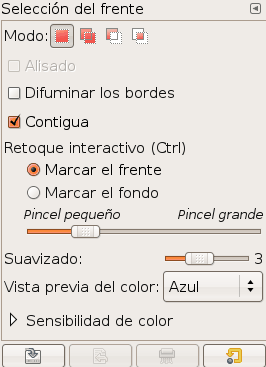 Selección del frente
Modo:
Alisado
Difuminar los bordes
Contigua
Retoque interactivo (Ctrl)
Marcar el frente
Marcar el fondo
Pincel pequeño Pincel grande
Suavizado: 3
Vista previa del color: Azul
Sensibilidad de color